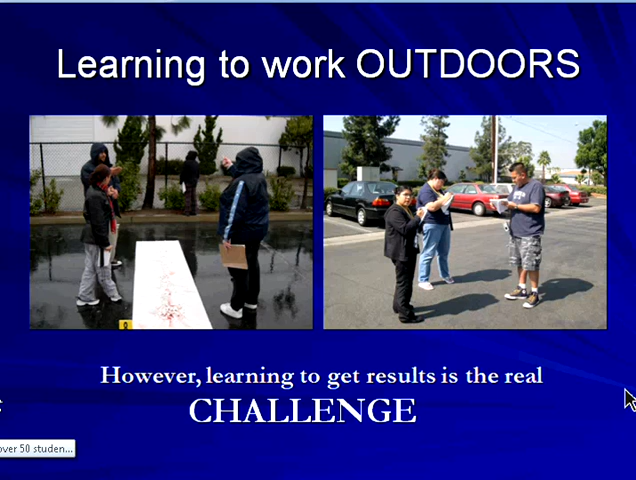 Learning to work OUTDOORS
However, learning to get results is the real
CHALLENGE
over 50 studen...